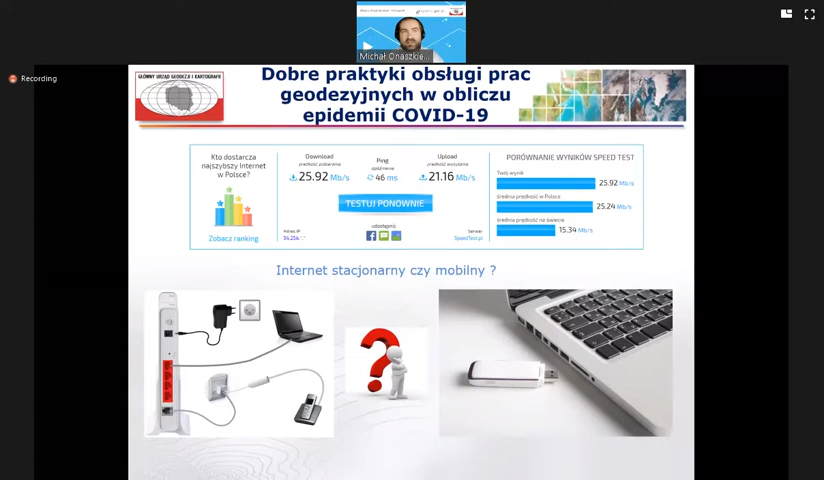 Michał Onaszkie...
Recording
GŁÓWNY URZĄD GEODEZJI I KARTOGRAFII
Dobre praktyki obsługi prac
geodezyjnych w obliczu
epidemii COVID-19
Kto dostarcza
najszybszy Internet
w Polsce?
Zobacz ranking
Download
prędkość pobierania
25.92 Mb/s
Ping
opóźnienie
46 ms
Upload
prędkość wysyłania
21.16 Mb/s
TESTUJ PONOWNIE
Adres IP
udostępnij:
Serwer
SpeedTest.pl
PORÓWNANIE WYNIKÓW SPEED TEST
Twój wynik
25.92 Mb/s
średnia prędkość w Polsce
25.24 Mb/s
średnia prędkość na świecie
15.34 Mb/s
Internet stacjonarny czy mobilny ?